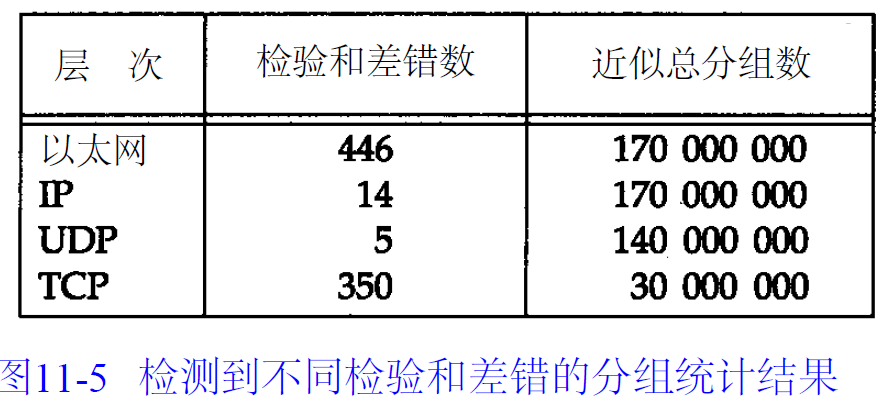 层 次 检验和差错数 近似总分组数
以太网 446 170 000 000
IP 14 170 000 000
UDP 5 140 000 000
TCP 350 30 000 000
图11-5 检测到不同检验和差错的分组统计结果